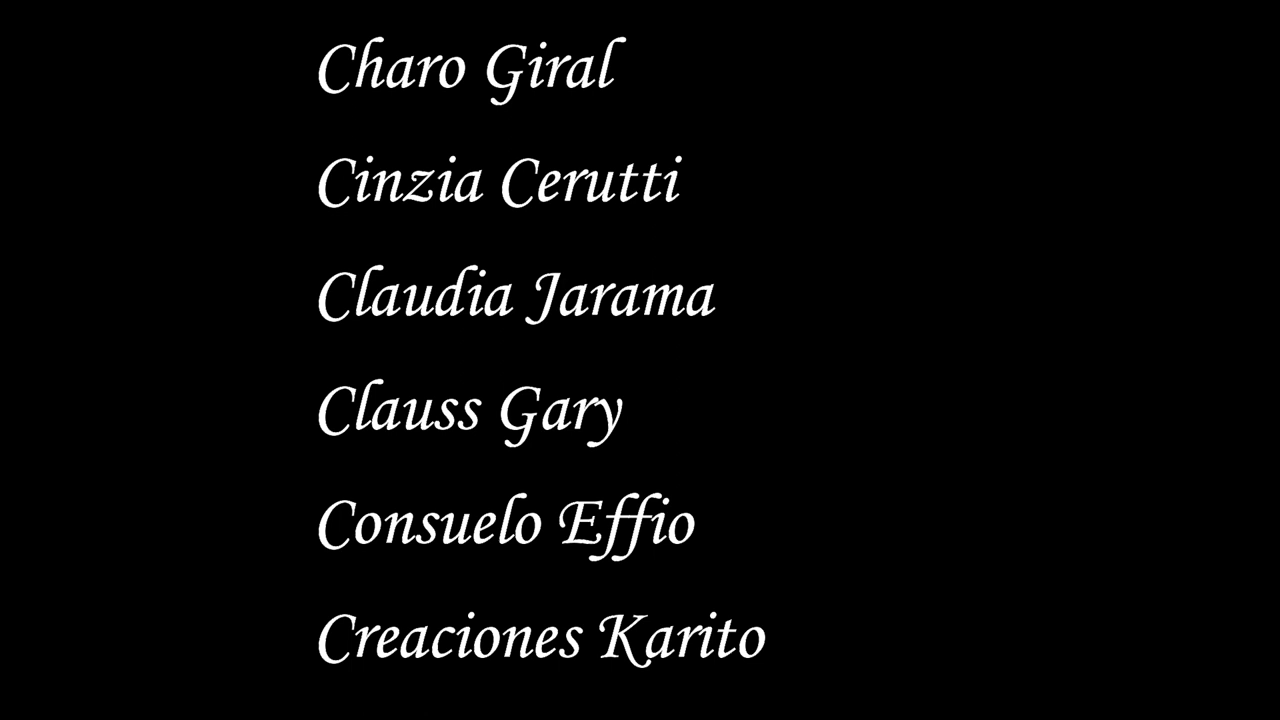 Charo Giral
Cinzia Cerutti
Claudia Jarama
Clauss Gary
Consuelo Effio
Creaciones Karito